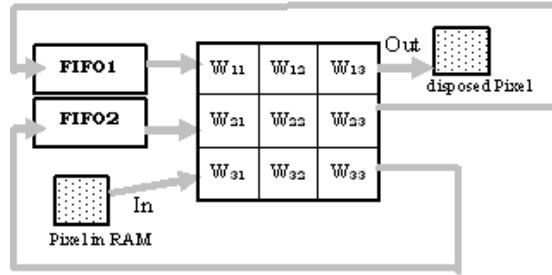 Out
FIFO1
W11 W12 W13
disposed Pixel
FIFO2
W21 W22 W23
W31 W32 W33
In
Pixel in RAM